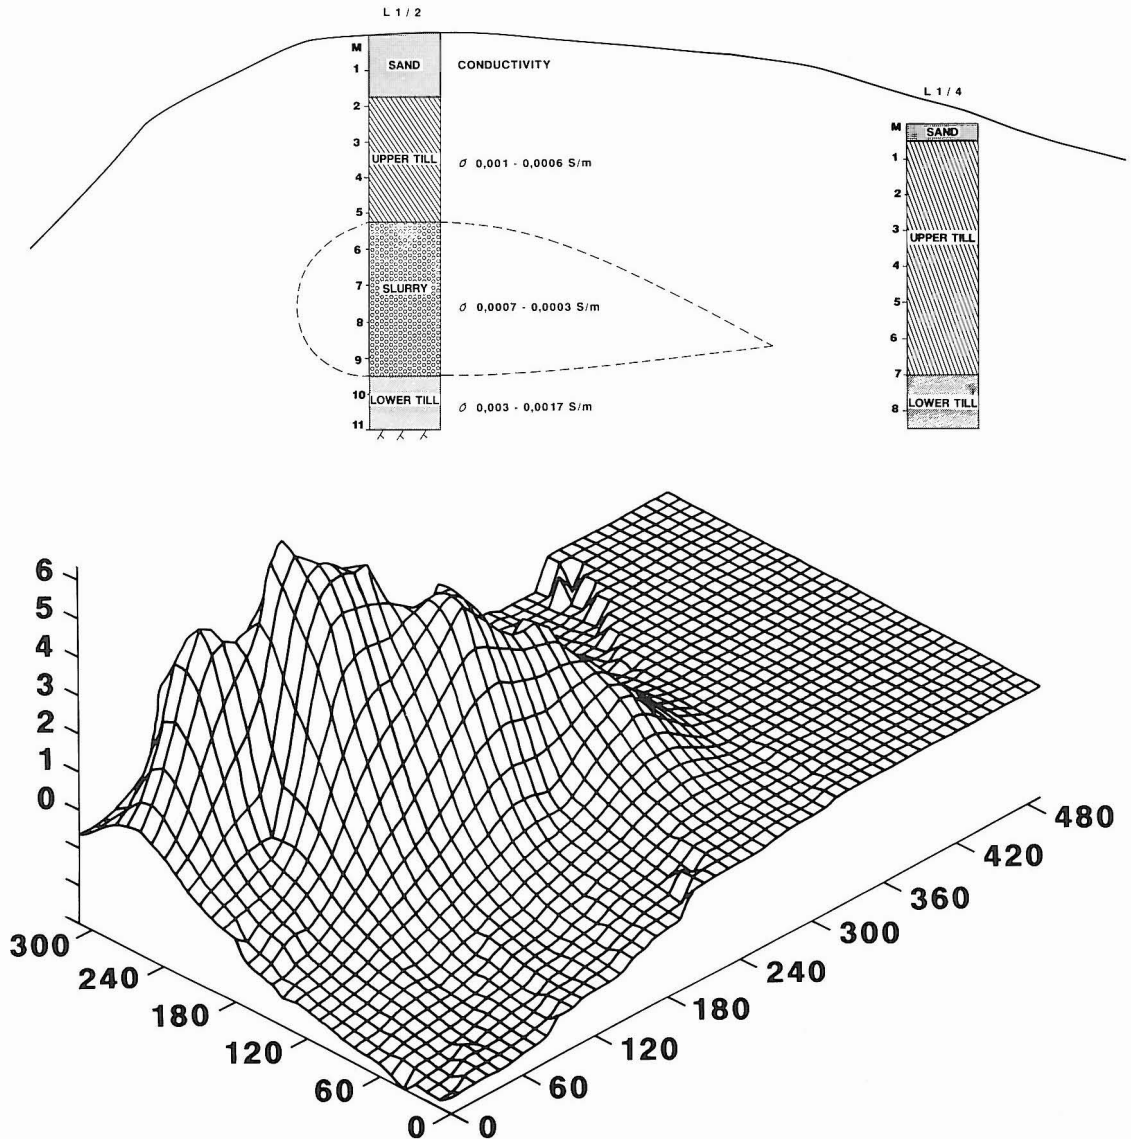 L 1 / 2
M
1
SAND
CONDUCTIVITY
2
3
UPPER TILL
0,001 - 0,0006 S/m
4
5
6
7
SLURRY
0,0007 - 0,0003 S/m
8
9
10
LOWER TILL
0,003 - 0,0017 S/m
11
L 1 / 4
M
SAND
1
2
3
UPPER TILL
4
5
6
7
LOWER TILL
8
6
5
4
3
2
1
0
300
240
180
120
60
0
0
60
120
180
240
300
360
420
480